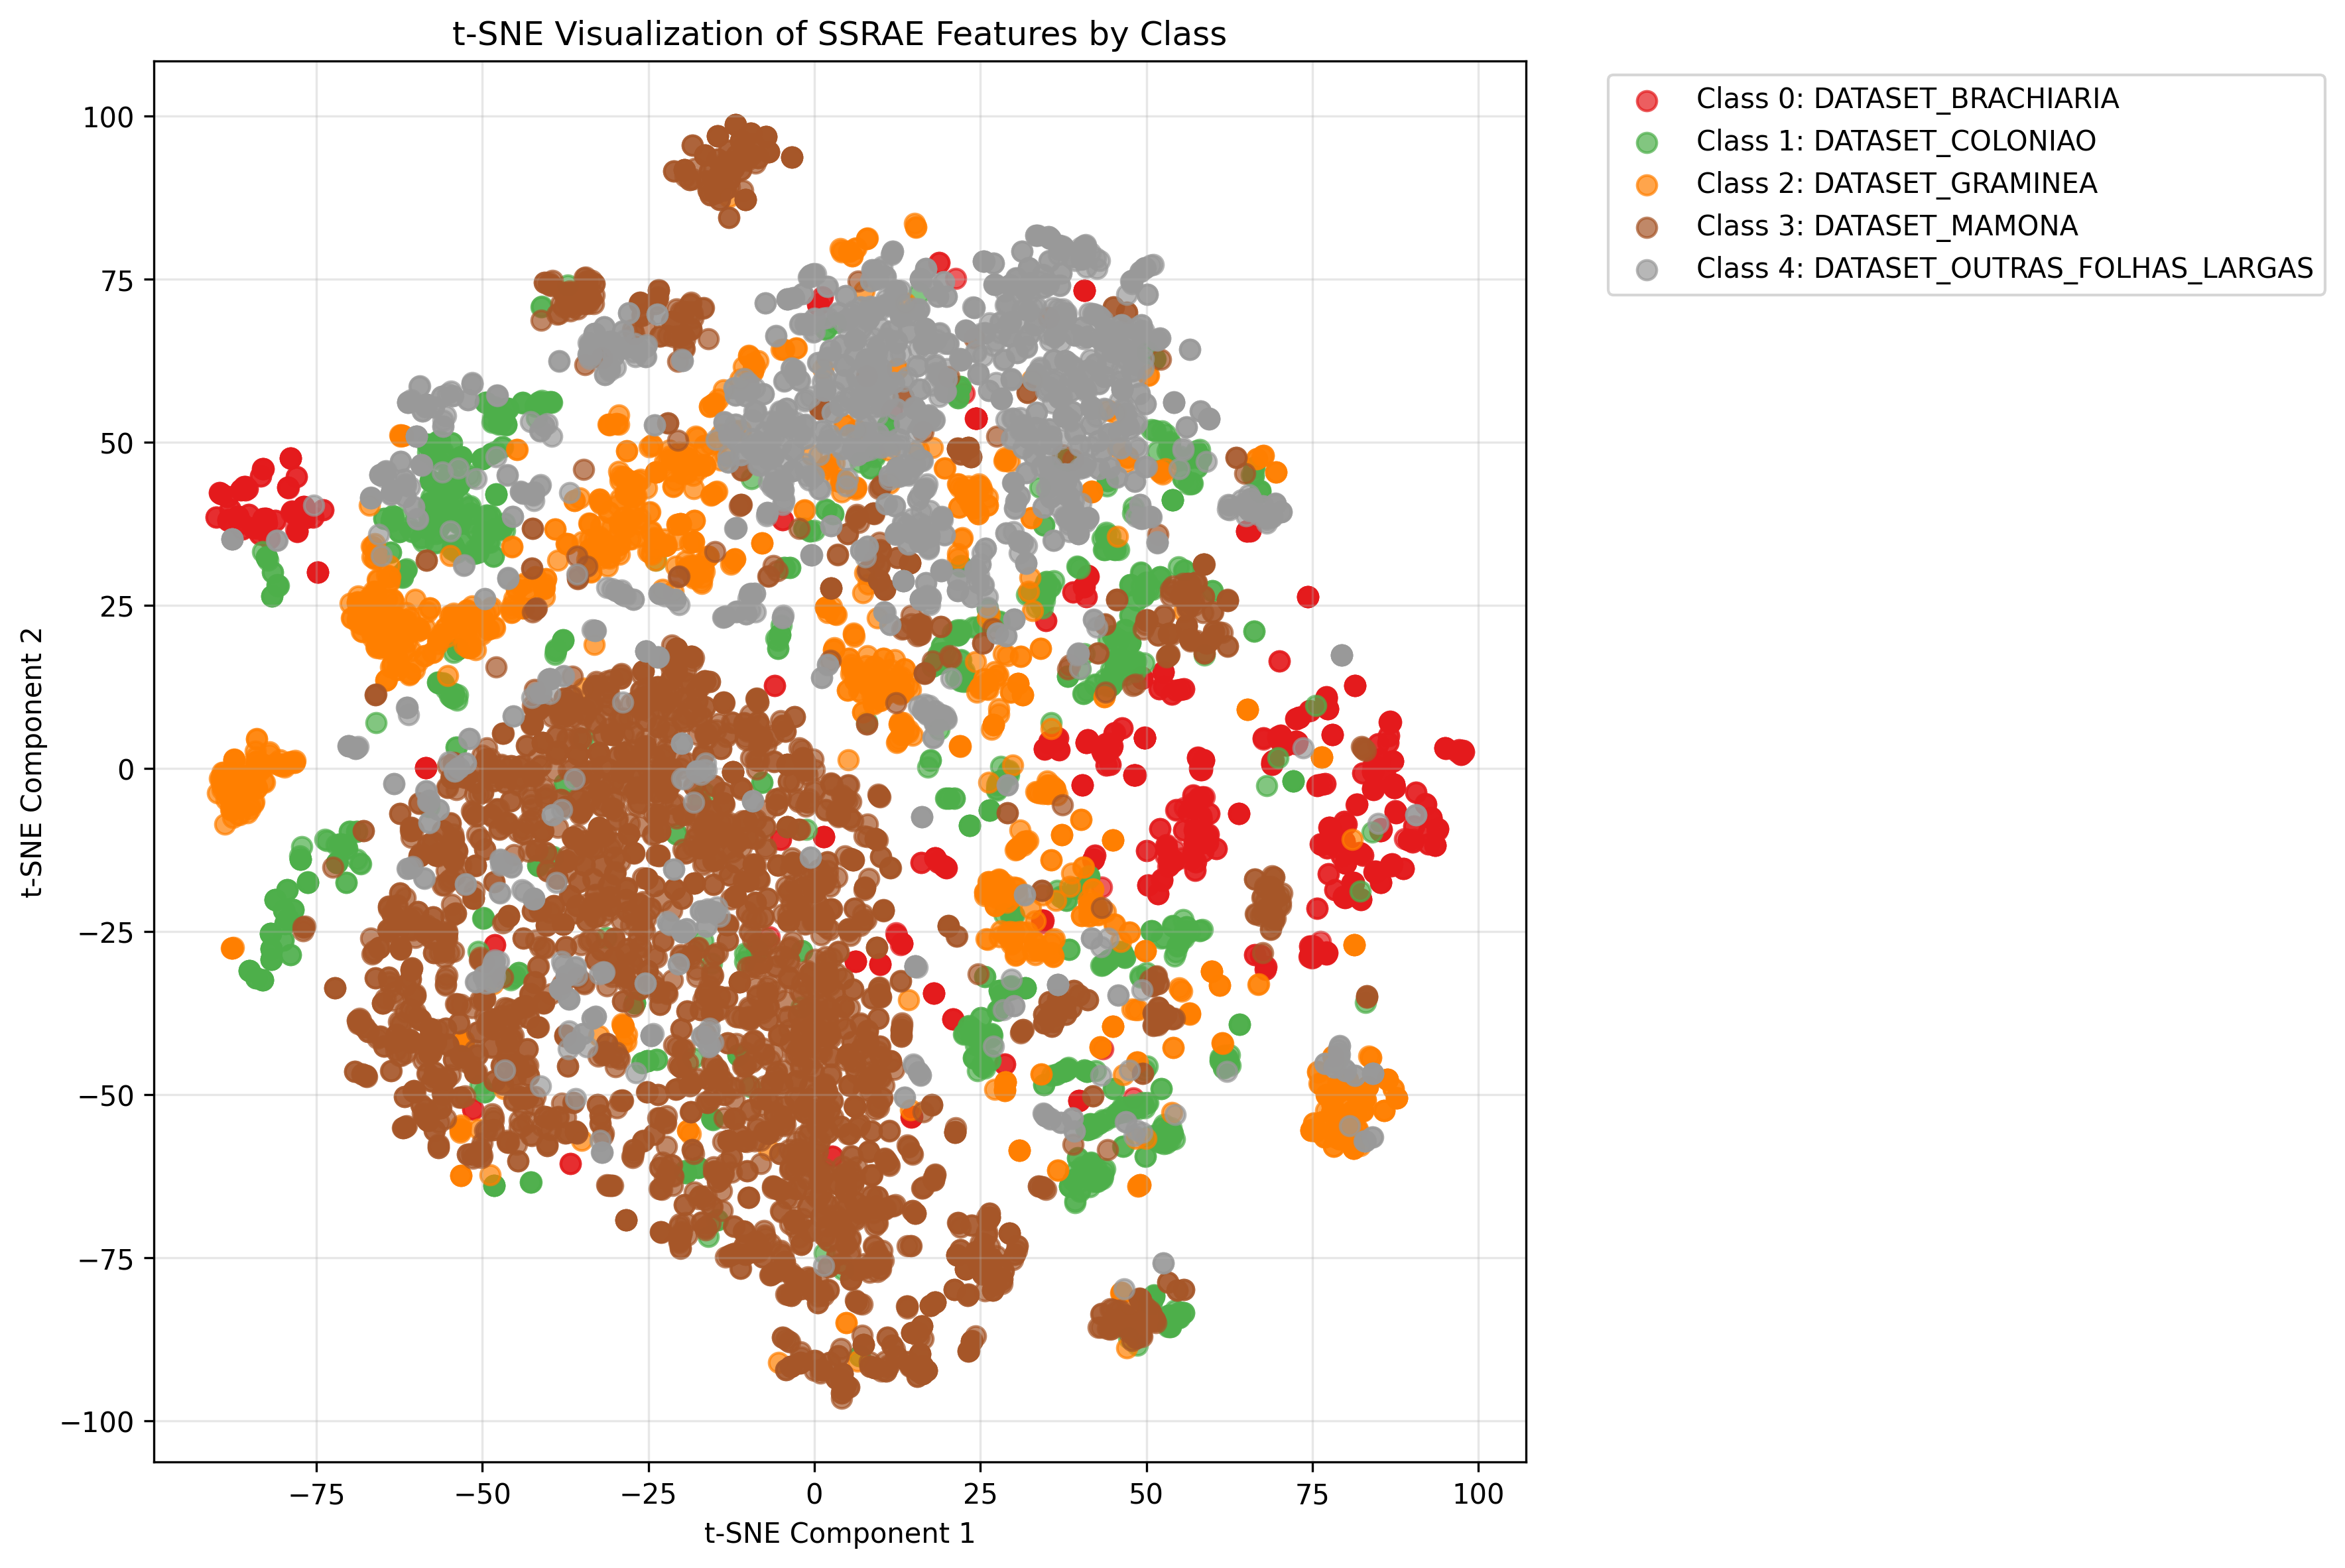 t-SNE Visualization of SSRAE Features by Class
Class 0: DATASET_BRACHIARIA
Class 1: DATASET_COLONIAO
Class 2: DATASET_GRAMINEA
Class 3: DATASET_MAMONA
Class 4: DATASET_OUTRAS_FOLHAS_LARGAS
t-SNE Component 2
100
75
50
25
0
−25
−50
−75
−100
−75
−50
−25
0
25
50
75
100
t-SNE Component 1